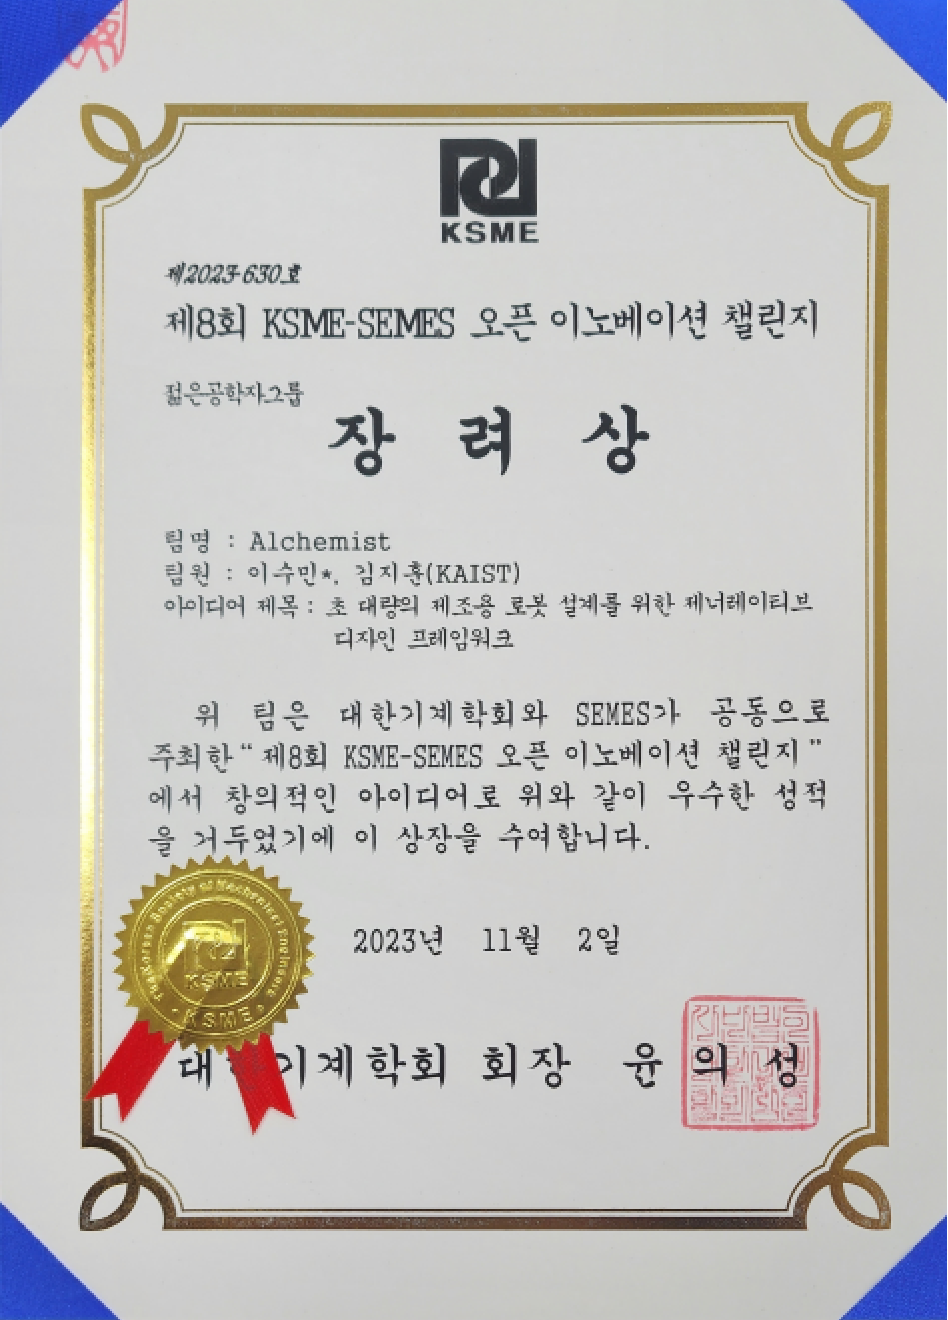 KSME
제2023-630호
제8회 KSME-SEMES 오픈 이노베이션 챌린지
젊은공학자그룹
장 려 상
팀명 : Alchemist
팀원 : 이수민*, 김지훈(KAIST)
아이디어 제목 : 초 대량의 제조용 로봇 설계를 위한 제너레이티브
디자인 프레임워크
위 팀은 대한기계학회와 SEMES가 공동으로
주최한 “ 제8회 KSME-SEMES 오픈 이노베이션 챌린지 ”
에서 창의적인 아이디어로 위와 같이 우수한 성적
을 거두었기에 이 상장을 수여합니다.
The Korean Society of Mechanical Engineers
KSME
KSME
2023년 11월 2일
대한기계학회 회장 윤 의 성